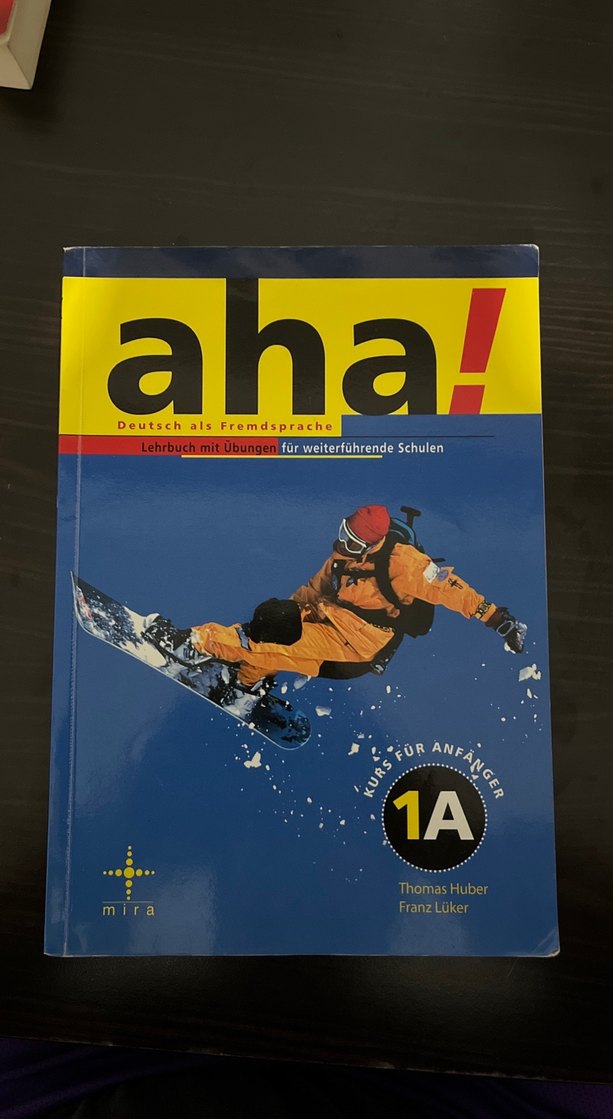 aha!
Deutsch als Fremdsprache
Lehrbuch mit Übungen für weiterführende Schulen
KURS FÜR ANFÄNGER
1A
Thomas Huber
Franz Lüker
mira